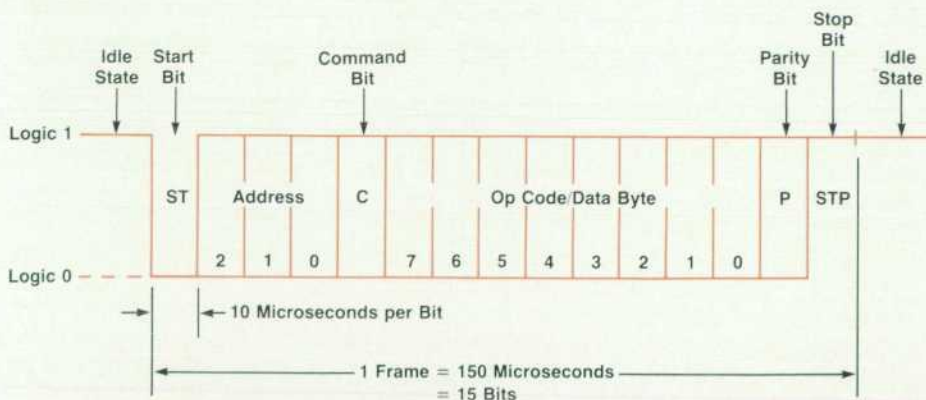 Stop
Bit
Idle
State
Start
Bit
Command
Bit
Parity
Bit
Idle
State
Logic 1
ST
Address
C
Op Code/Data Byte
P
STP
2 1 0 7 6 5 4 3 2 1 0
Logic 0
10 Microseconds per Bit
1 Frame = 150 Microseconds
= 15 Bits